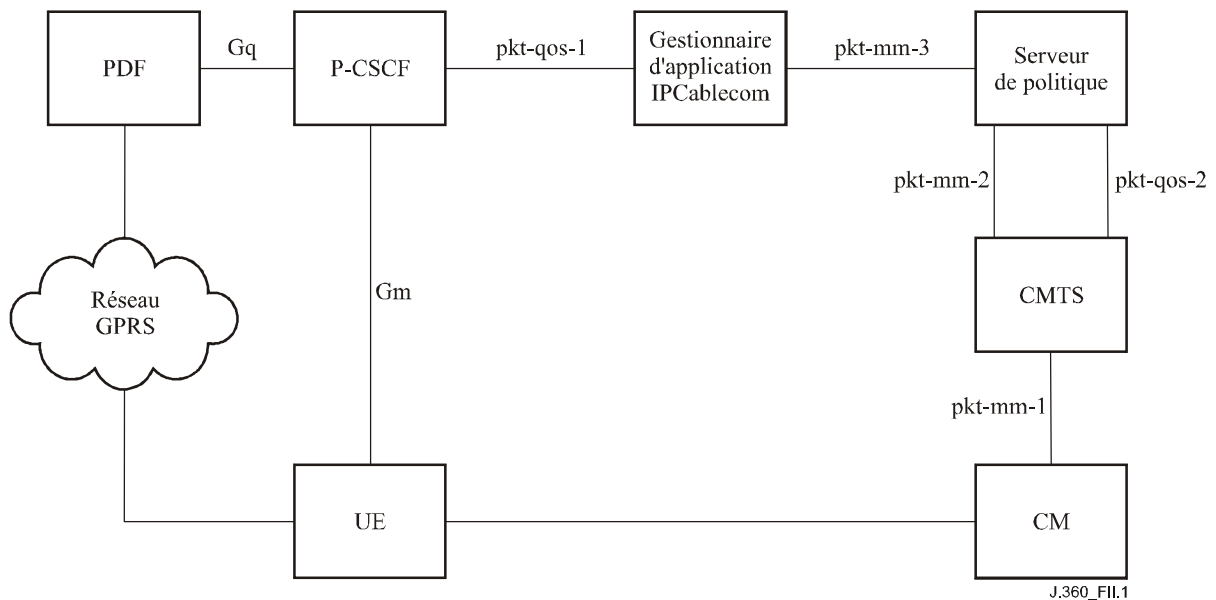 Gq
pkt-qos-1
pkt-mm-3
PDF
P-CSCF
Gestionnaire
d'application
IPCablecom
Serveur
de politique
pkt-mm-2
pkt-qos-2
Réseau
GPRS
Gm
CMTS
pkt-mm-1
UE
CM
J.360_FII.1